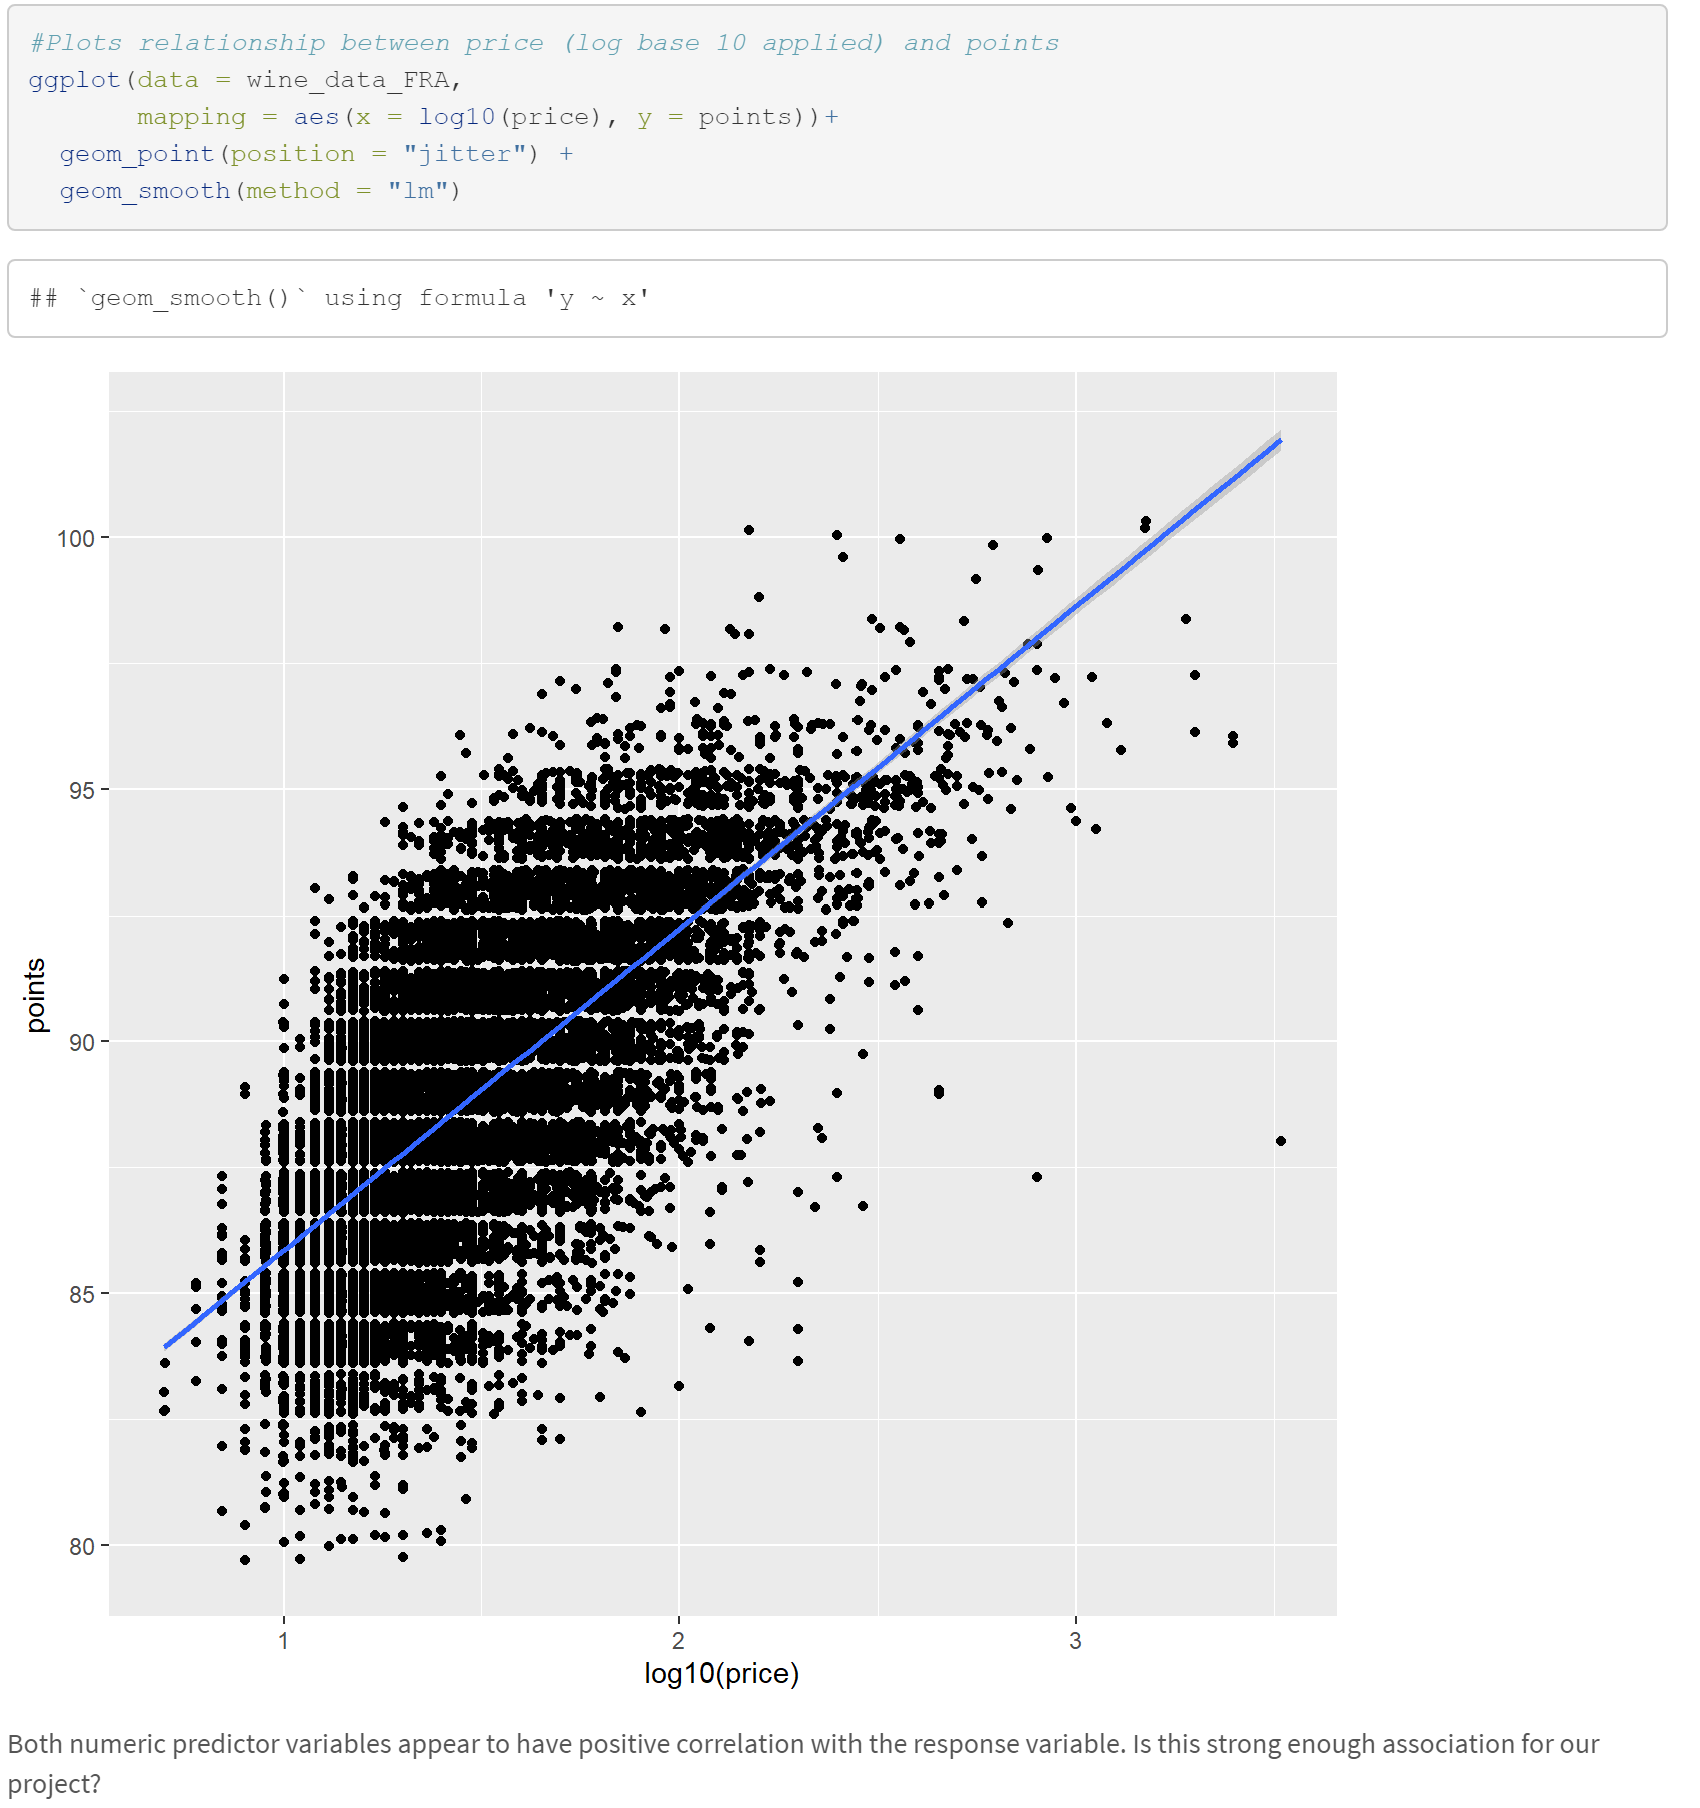 #Plots relationship between price (log base 10 applied) and points
ggplot(data = wine_data_FRA,
mapping = aes(x = log10(price), y = points))+
geom_point(position = "jitter") +
geom_smooth(method = "lm")
## `geom_smooth()` using formula 'y ~ x'
100
95
90
85
80
points
1 2 3
log10(price)
Both numeric predictor variables appear to have positive correlation with the response variable. Is this strong enough association for our
project?